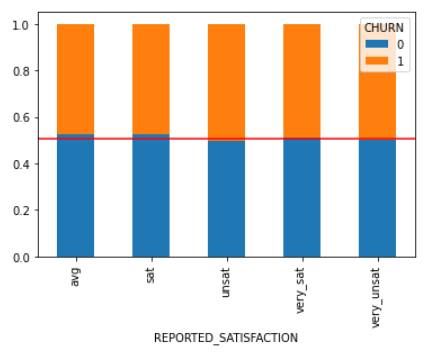 1.0
0.8
0.6
0.4
0.2
0.0
CHURN
0
1
avg
sat
unsat
very_sat
very_unsat
REPORTED_SATISFACTION